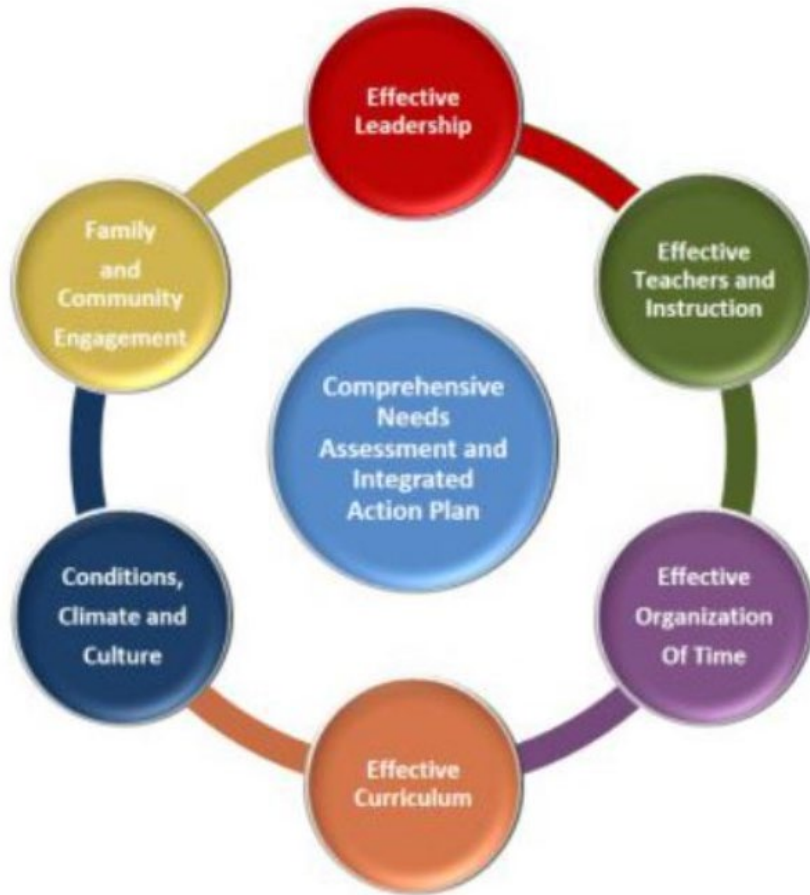 Effective
Leadership
Effective
Teachers and
Instruction
Effective
Organization
Of Time
Effective
Curriculum
Conditions,
Climate and
Culture
Family
and
Community
Engagement
Comprehensive
Needs
Assessment and
Integrated
Action Plan